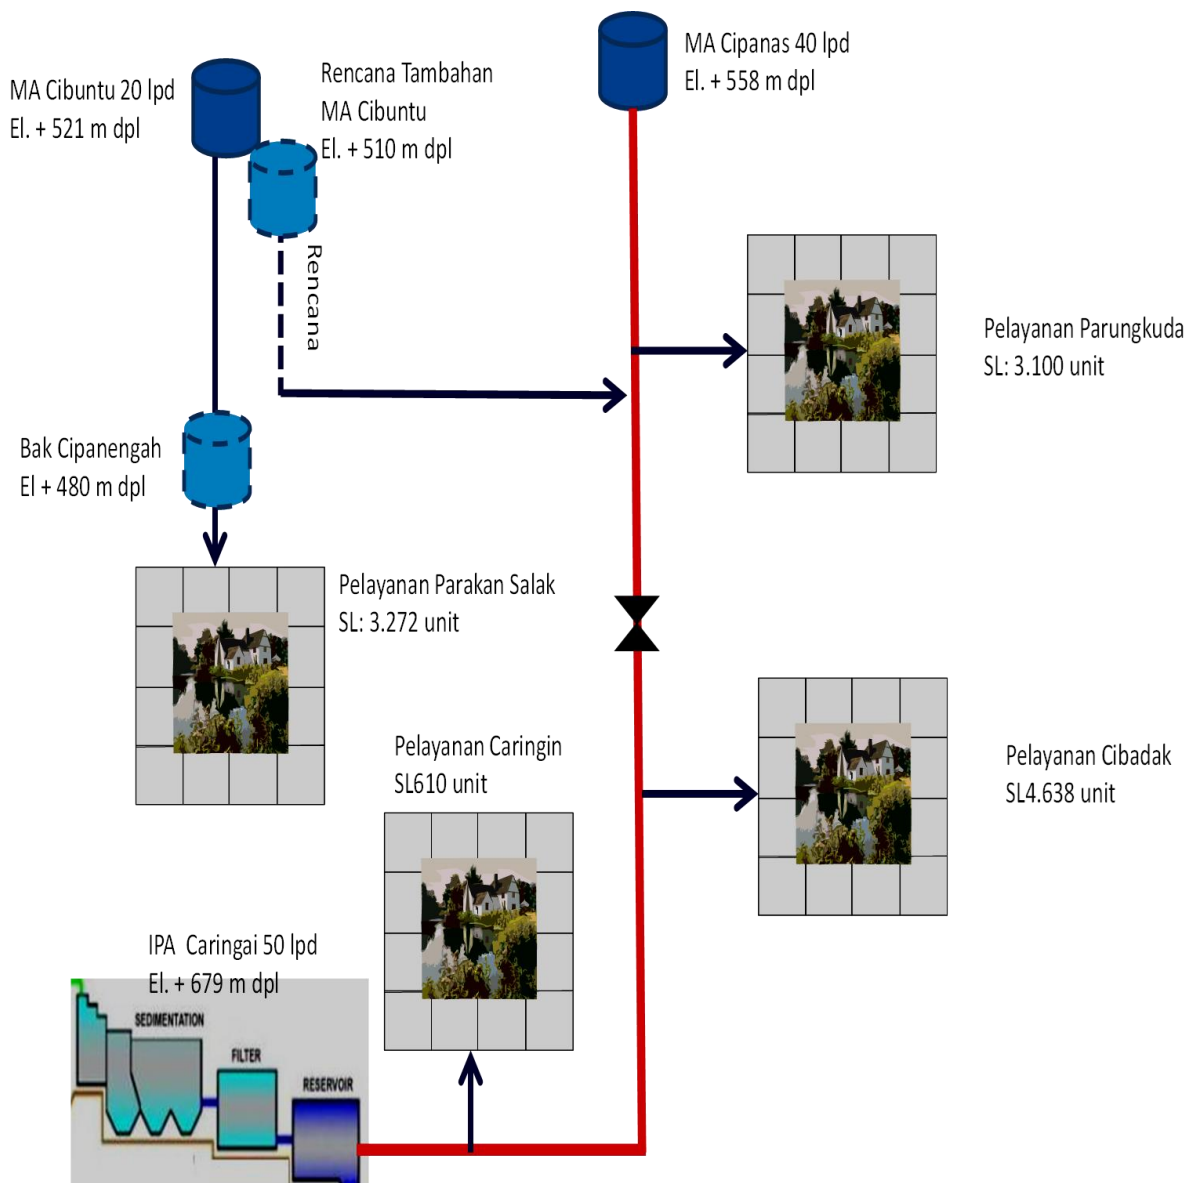 MA Cibuntu 20 lpd
El. + 521 m dpl
Rencana Tambahan
MA Cibuntu
El. + 510 m dpl
MA Cipanas 40 lpd
El. + 558 m dpl
Rencana
Pelayanan Parungkuda
SL: 3.100 unit
Bak Cipanengah
El + 480 m dpl
Pelayanan Parakan Salak
SL: 3.272 unit
Pelayanan Caringin
SL610 unit
Pelayanan Cibadak
SL4.638 unit
IPA  Caringai 50 lpd
El. + 679 m dpl
SEDIMENTATION
FILTER
RESERVOIR